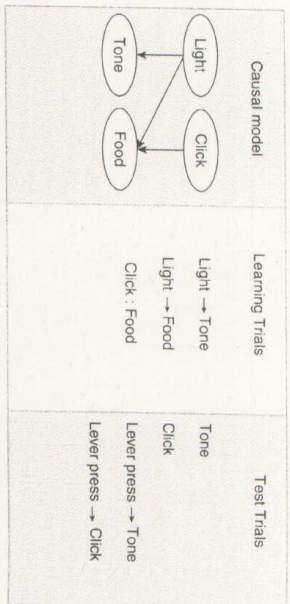 Causal model
Light
Click
Tone
Food
Learning Trials
Light → Tone
Light → Food
Click : Food
Test Trials
Tone
Click
Lever press → Tone
Lever press → Click